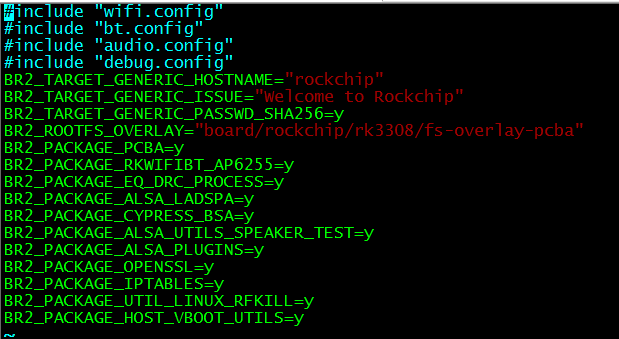 #include "wifi.config"
#include "bt.config"
#include "audio.config"
#include "debug.config"
BR2_TARGET_GENERIC_HOSTNAME="rockchip"
BR2_TARGET_GENERIC_ISSUE="Welcome to Rockchip"
BR2_TARGET_GENERIC_PASSWD_SHA256=y
BR2_ROOTFS_OVERLAY="board/rockchip/rk3308/fs-overlay-pcba"
BR2_PACKAGE_PCBA=y
BR2_PACKAGE_RKWIFIBT_AP6255=y
BR2_PACKAGE_EQ_DRC_PROCESS=y
BR2_PACKAGE_ALSA_LADSPA=y
BR2_PACKAGE_CYPRESS_BSA=y
BR2_PACKAGE_ALSA_UTILS_SPEAKER_TEST=y
BR2_PACKAGE_ALSA_PLUGINS=y
BR2_PACKAGE_OPENSSL=y
BR2_PACKAGE_IPTABLES=y
BR2_PACKAGE_UTIL_LINUX_RFKILL=y
BR2_PACKAGE_HOST_VBOOT_UTILS=y
~